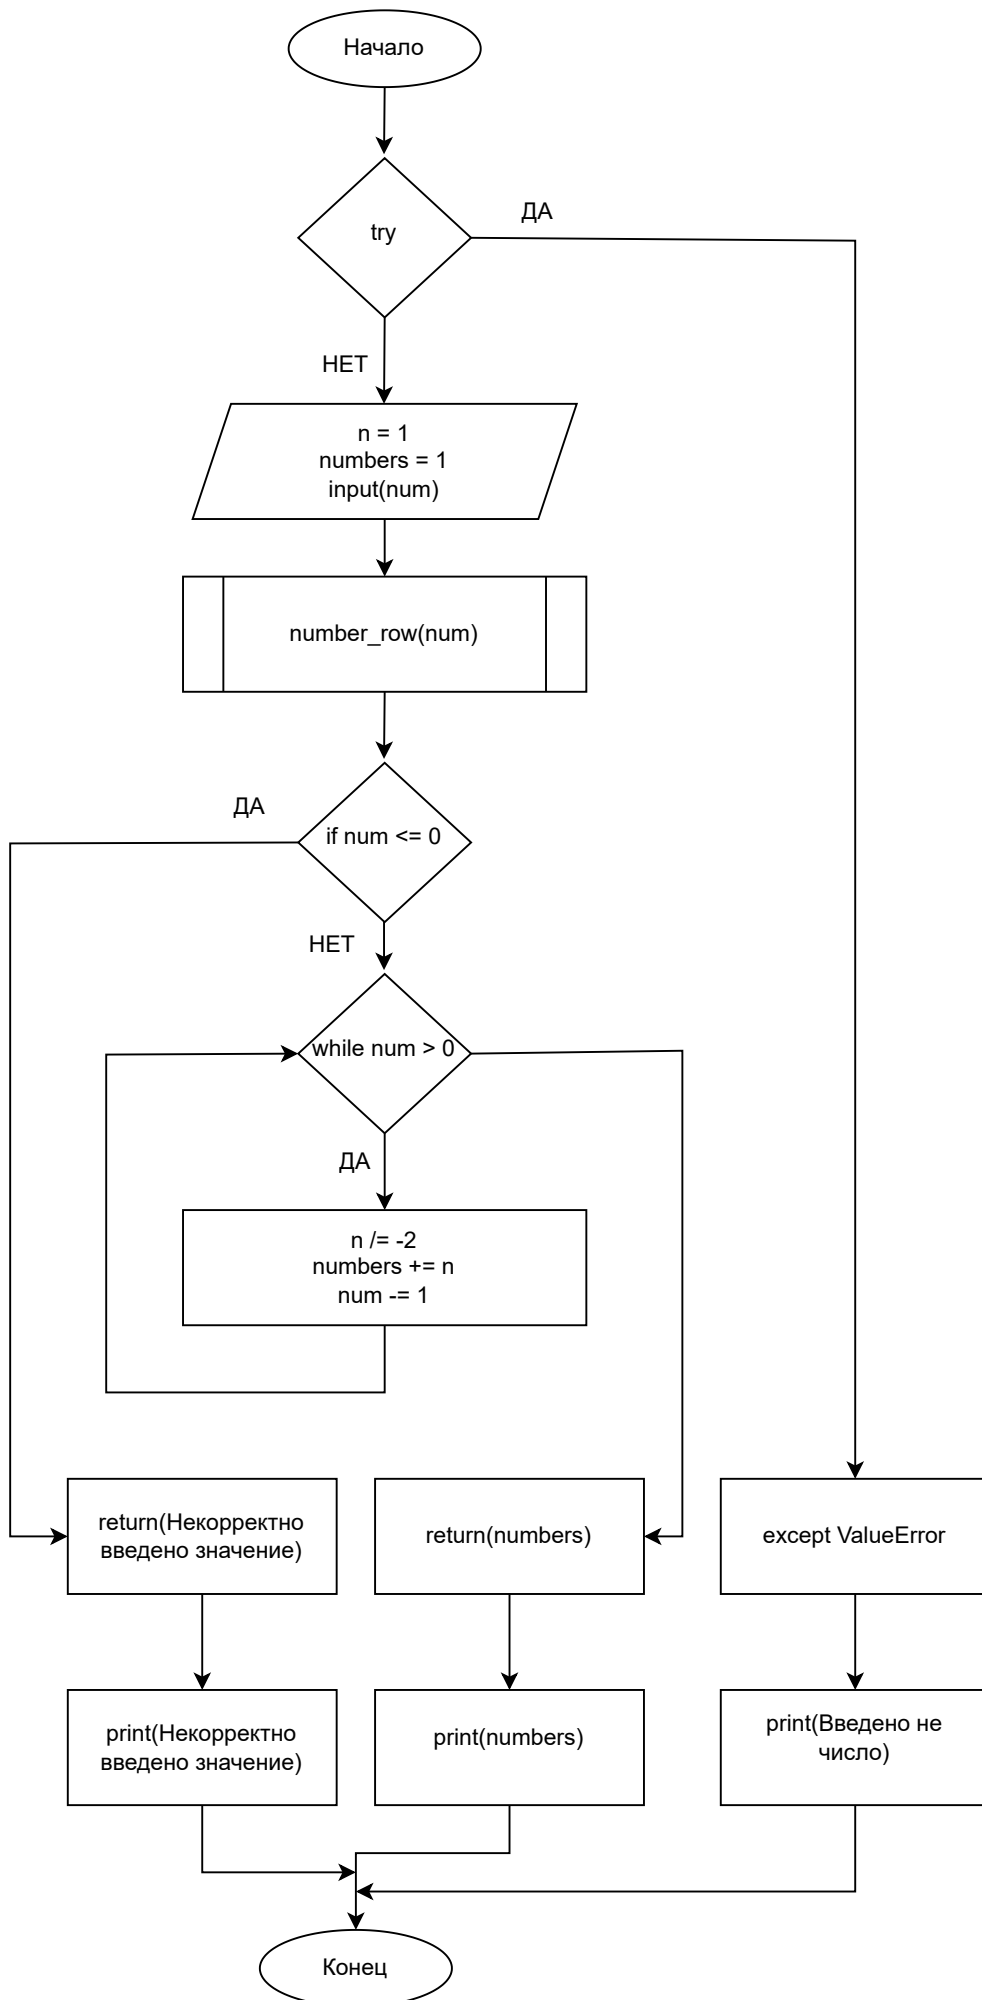 Начало
try
ДА
НЕТ
n = 1
numbers = 1
input(num)
number_row(num)
ДА
if num <= 0
НЕТ
while num > 0
ДА
n /= -2
numbers += n
num -= 1
return(Некорректно
введено значение)
return(numbers)
except ValueError
print(Некорректно
введено значение)
print(numbers)
print(Введено не
число)
Конец